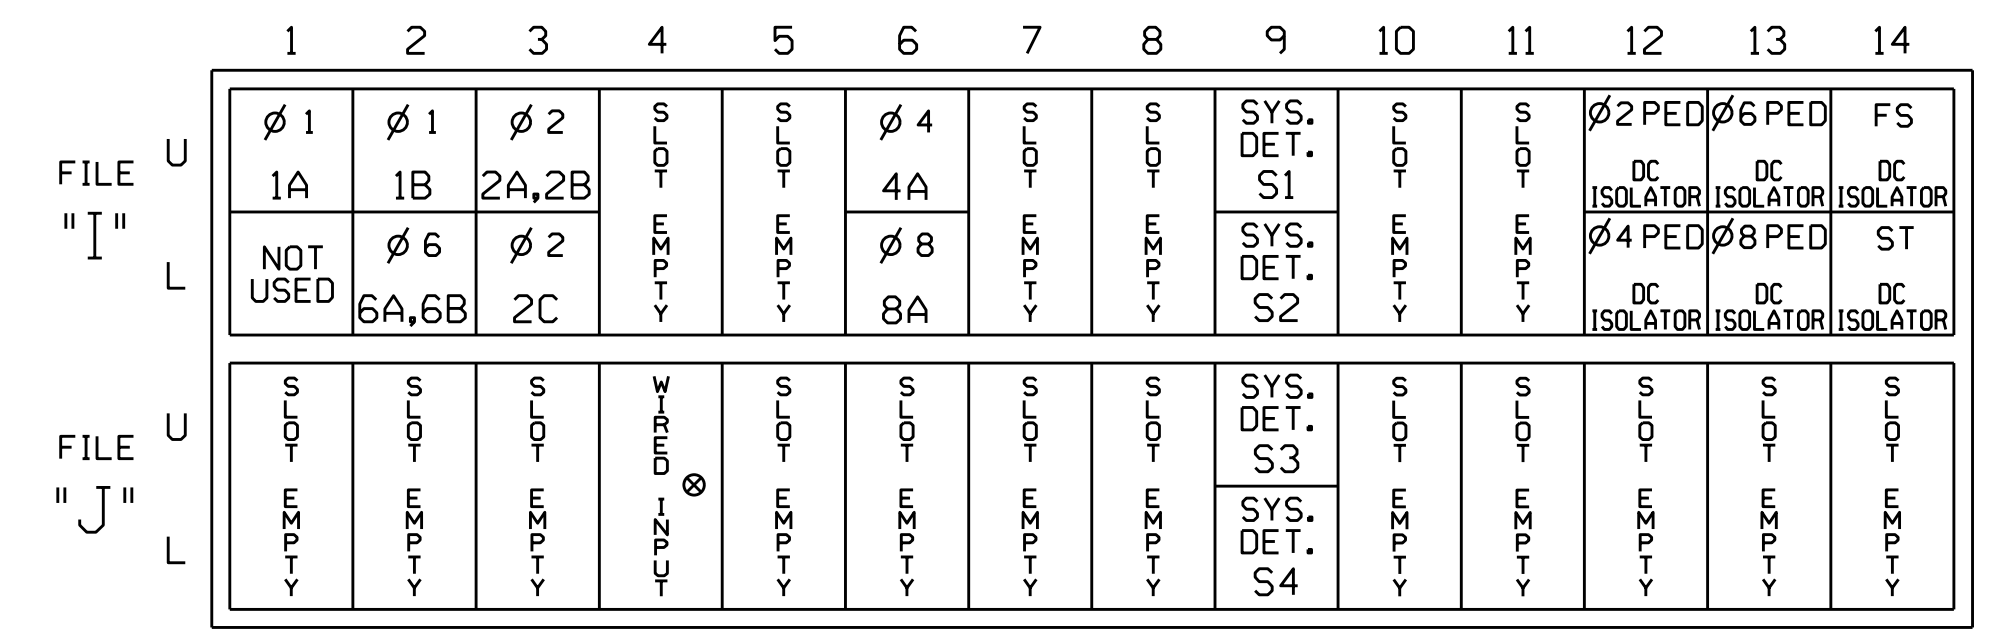 1 2 3 4 5 6 7 8 9 10 11 12 13 14
FILE
"I"
U
L
Ø 1
1A
NOT
USED
Ø 1
1B
Ø 6
6A,6B
Ø 2
2A,2B
Ø 2
2C
SLOT EMPTY
SLOT EMPTY
Ø 4
4A
Ø 8
8A
SLOT EMPTY
SLOT EMPTY
SYS.
DET.
S1
SYS.
DET.
S2
SLOT EMPTY
SLOT EMPTY
Ø2 PED
DC
ISOLATOR
Ø4 PED
DC
ISOLATOR
Ø6 PED
DC
ISOLATOR
Ø8 PED
DC
ISOLATOR
FS
DC
ISOLATOR
ST
DC
ISOLATOR
FILE
"J"
U
L
SLOT EMPTY
SLOT EMPTY
SLOT EMPTY
WIRED INPUT
⊗
SLOT EMPTY
SLOT EMPTY
SLOT EMPTY
SLOT EMPTY
SYS.
DET.
S3
SYS.
DET.
S4
SLOT EMPTY
SLOT EMPTY
SLOT EMPTY
SLOT EMPTY
SLOT EMPTY